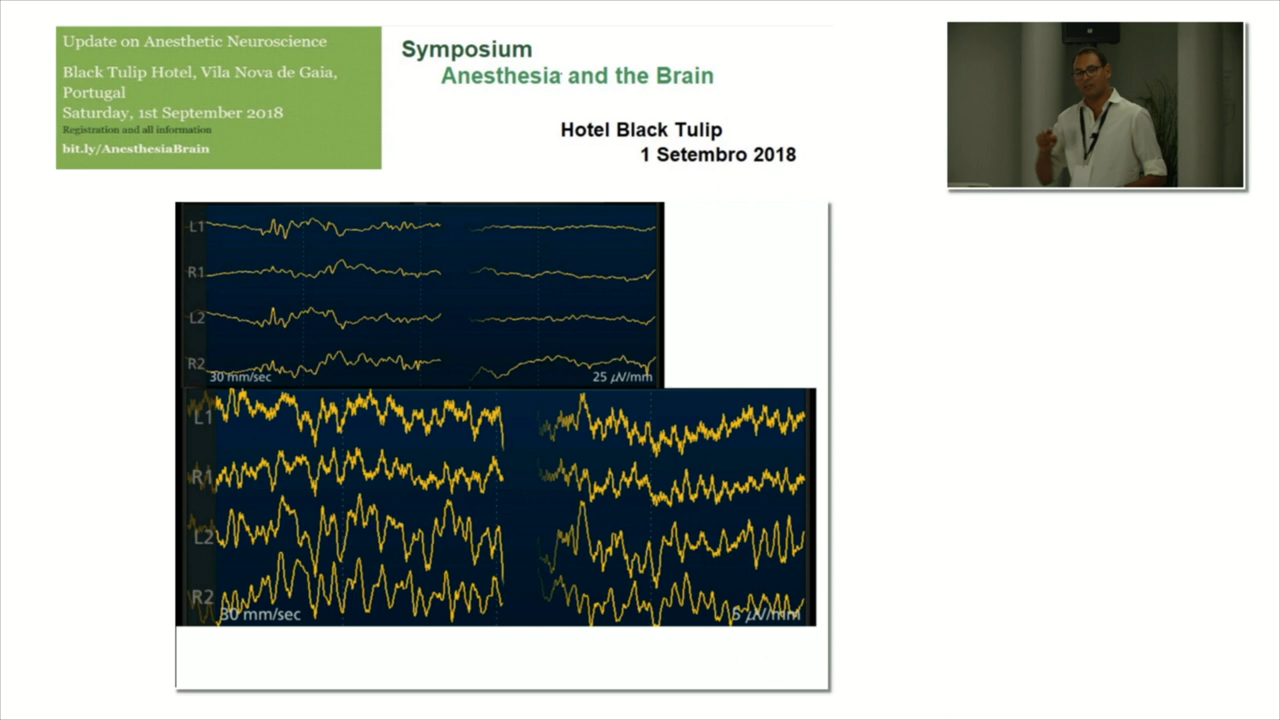 Update on Anesthetic Neuroscience
Black Tulip Hotel, Vila Nova de Gaia,
Portugal
Saturday, 1st September 2018
Registration and all information
bit.ly/AnesthesiaBrain
Symposium
Anesthesia and the Brain
Hotel Black Tulip
1 Setembro 2018
L1
R1
L2
R2
30 mm/sec 25 µV/mm
L1
R1
L2
R2
30 mm/sec 5 µV/mm